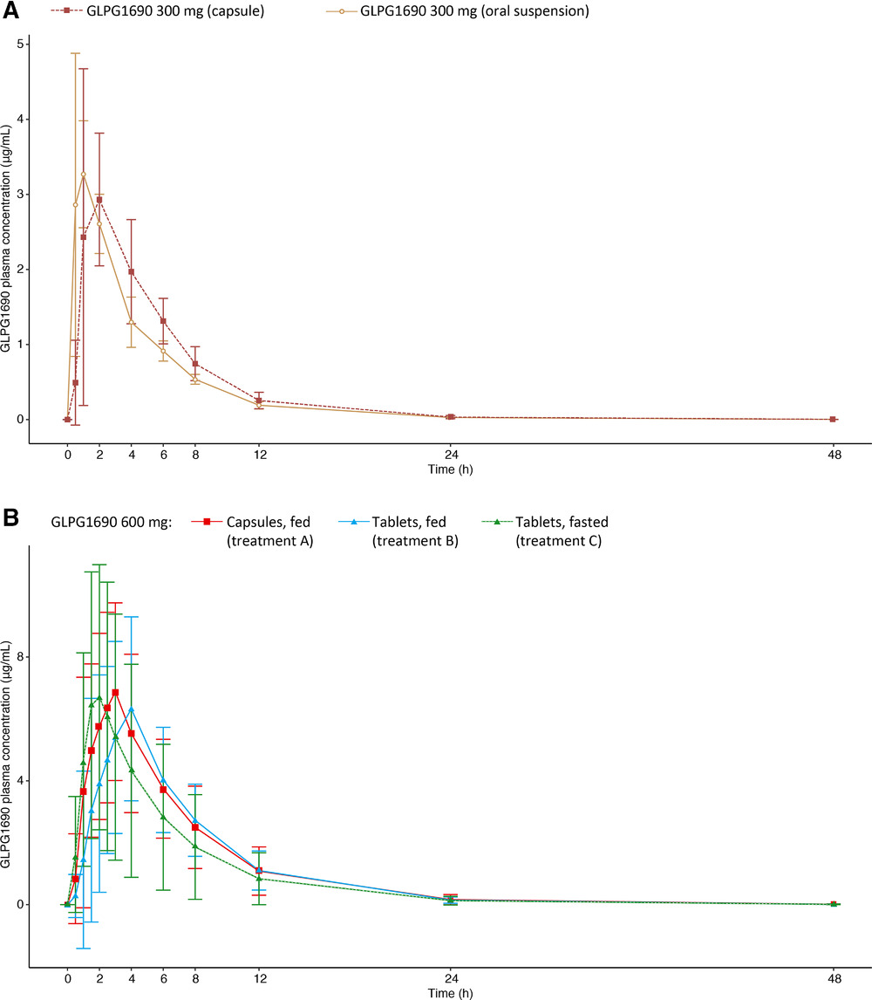 A
GLPG1690 300 mg (capsule)
GLPG1690 300 mg (oral suspension)
GLPG1690 plasma concentration (µg/mL)
5
4
3
2
1
0
0 2 4 6 8 12 24 48
Time (h)
B
GLPG1690 600 mg:
Capsules, fed
(treatment A)
Tablets, fed
(treatment B)
Tablets, fasted
(treatment C)
GLPG1690 plasma concentration (µg/mL)
8
4
0
0 2 4 6 8 12 24 48
Time (h)